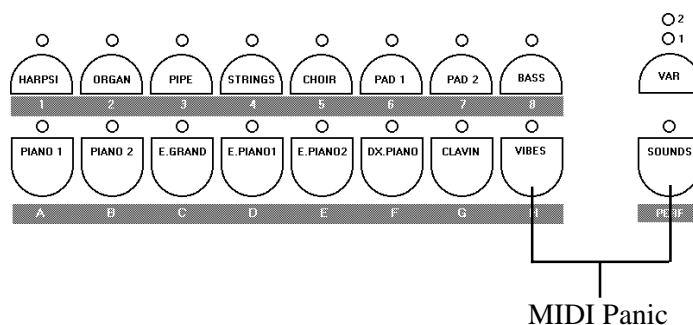 2
1
HARPSI ORGAN PIPE STRINGS CHOIR PAD 1 PAD 2 BASS VAR
1 2 3 4 5 6 7 8
PIANO 1 PIANO 2 E.GRAND E.PIANO1 E.PIANO2 DX.PIANO CLAVIN VIBES SOUNDS
A B C D E F G H PERF
MIDI Panic